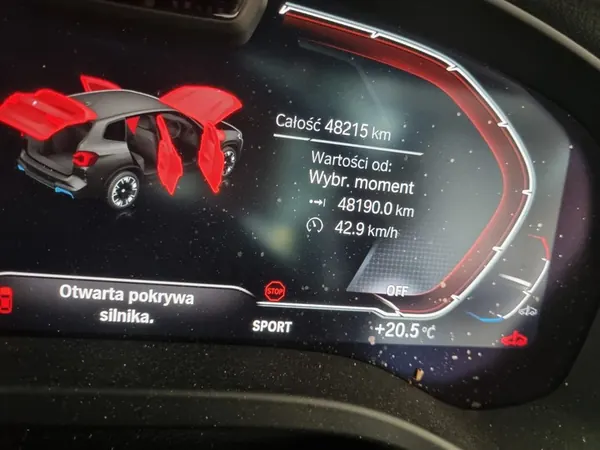 Całość 48215 km
Wartości od:
Wybr. moment
48190.0 km
42.9 km/h
Otwarta pokrywa
silnika.
STOP
OFF
SPORT
+20.5 °C